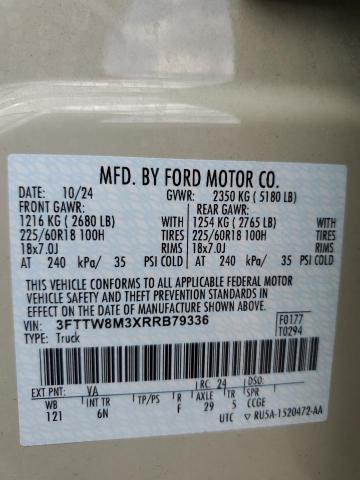 MFD. BY FORD MOTOR CO.
DATE: 10/24 GVWR: 2350 KG ( 5180 LB)
FRONT GAWR: REAR GAWR:
1216 KG ( 2680 LB) 1254 KG ( 2765 LB)
225/60R18 100H TIRES 225/60R18 100H TIRES
18x7.0J RIMS 18x7.0J RIMS
AT 240 kPa/ 35 PSI COLD AT 240 kPa/ 35 PSI COLD
THIS VEHICLE CONFORMS TO ALL APPLICABLE FEDERAL MOTOR
VEHICLE SAFETY AND THEFT PREVENTION STANDARDS IN
EFFECT ON THE DATE OF MANUFACTURE SHOWN ABOVE.
VIN: 3FTTW8M3XRRB79336 F0177
TYPE: Truck T0294
EXT PNT: VA RC: 24 DSO:
WB INT TR TP/PS R AXLE TR SPR
121 6N F 29 5 CCGE
UTC RU5A-1520472-AA